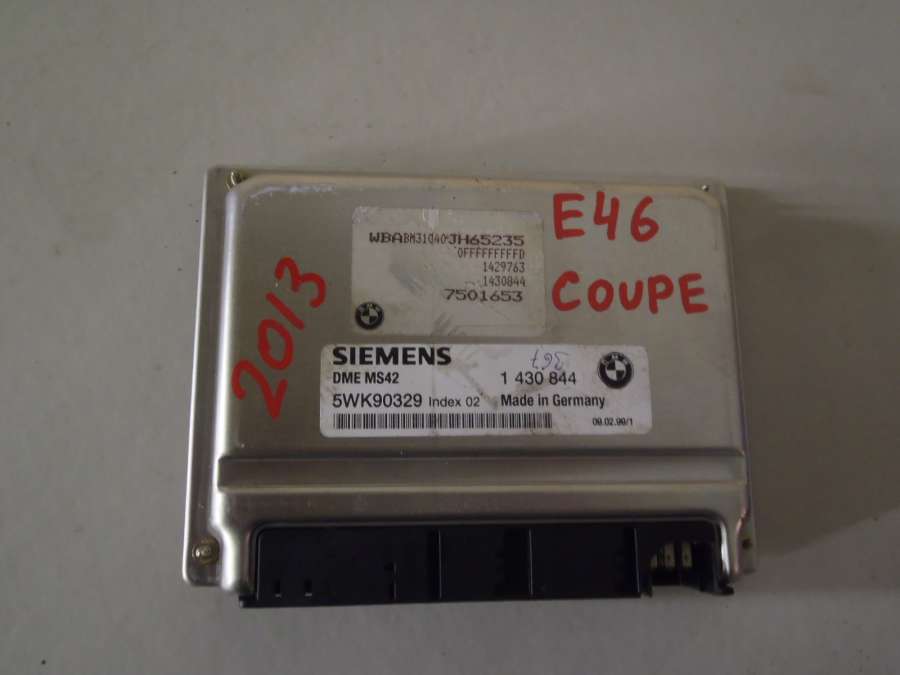 WBABM31040JH65235
0FFFFFFFFFD
1429763
1430844
7501653
E46
COUPE
2013
SIEMENS
DME MS42
1 430 844
5WK90329 Index 02
Made in Germany
09.02.99/1